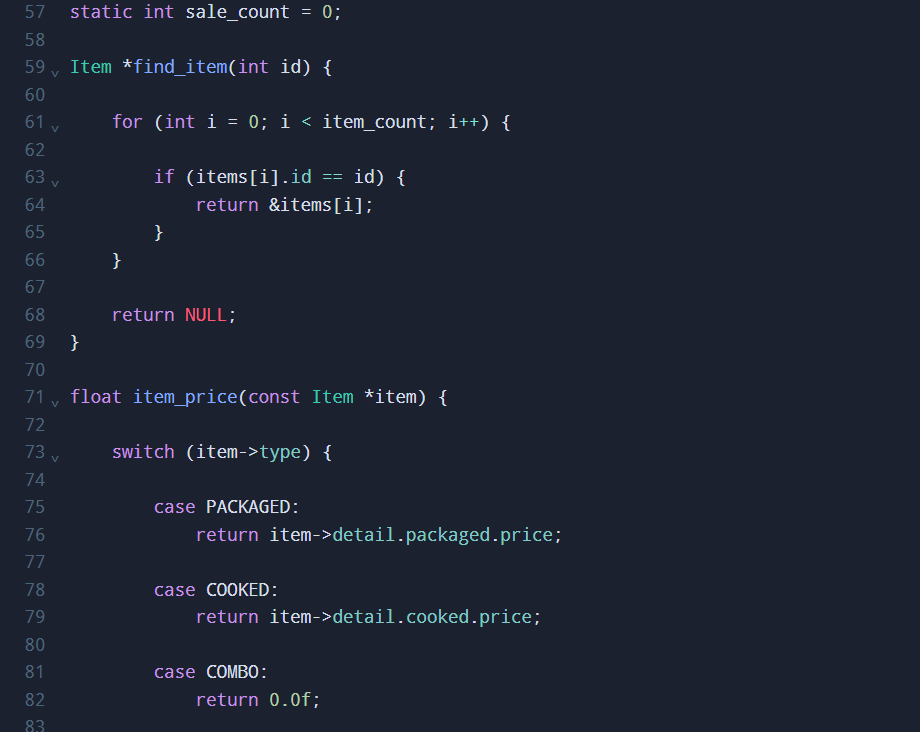 57 static int sale_count = 0;
58
59 Item *find_item(int id) {
60
61     for (int i = 0; i < item_count; i++) {
62
63         if (items[i].id == id) {
64             return &items[i];
65         }
66     }
67
68     return NULL;
69 }
70
71 float item_price(const Item *item) {
72
73     switch (item->type) {
74
75         case PACKAGED:
76             return item->detail.packaged.price;
77
78         case COOKED:
79             return item->detail.cooked.price;
80
81         case COMBO:
82             return 0.0f;
83